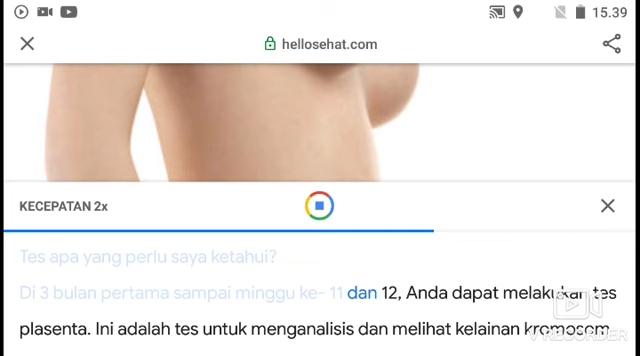 15.39
hellosehat.com
KECEPATAN 2x
Tes apa yang perlu saya ketahui?
Di 3 bulan pertama sampai minggu ke- 11 dan 12, Anda dapat melakukan tes
plasenta. Ini adalah tes untuk menganalisis dan melihat kelainan kromosom
V RECORDER